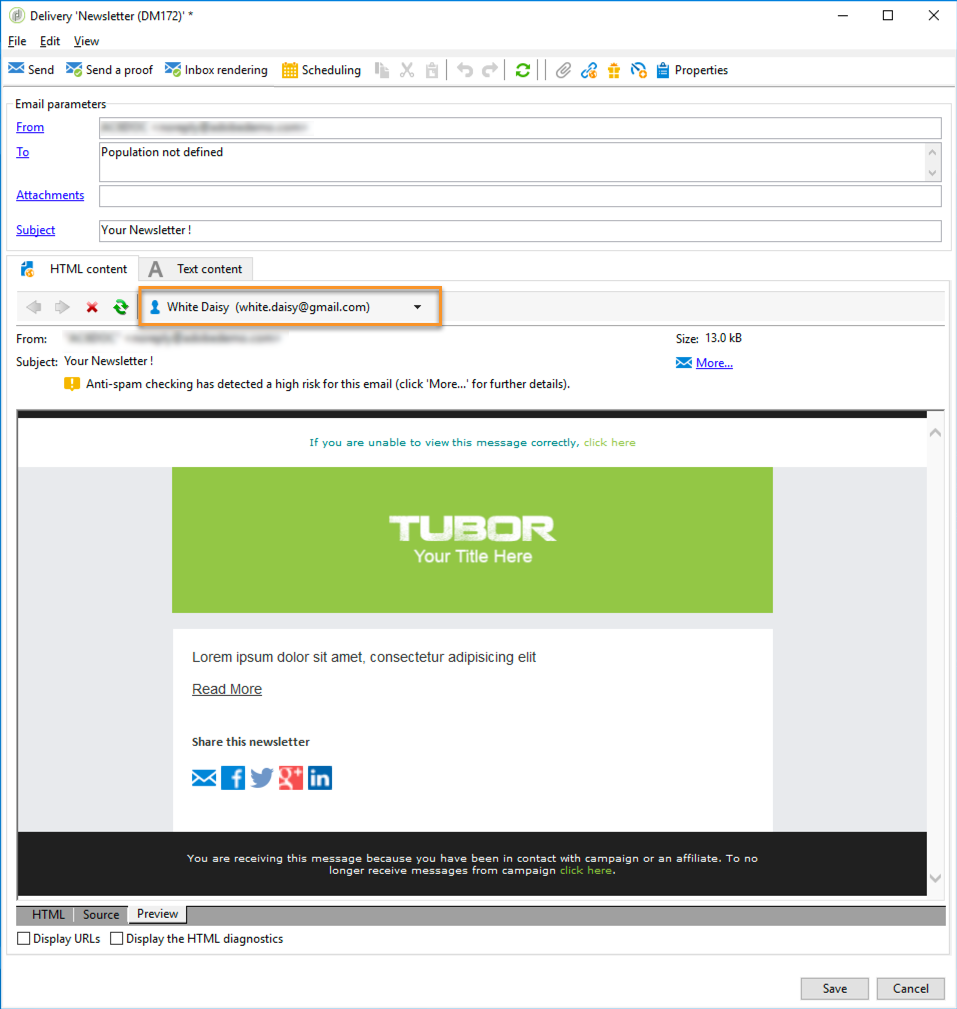 Delivery 'Newsletter (DM172)' *
File Edit View
Send Send a proof Inbox rendering Scheduling Properties
Email parameters
From
To Population not defined
Attachments
Subject Your Newsletter !
HTML content A Text content
White Daisy (white.daisy@gmail.com)
From: Size: 13.0 kB
Subject: Your Newsletter ! More...
Anti-spam checking has detected a high risk for this email (click 'More...' for further details).
If you are unable to view this message correctly, click here
TUBOR
Your Title Here
Lorem ipsum dolor sit amet, consectetur adipisicing elit
Read More
Share this newsletter
You are receiving this message because you have been in contact with campaign or an affiliate. To no
longer receive messages from campaign click here.
HTML Source Preview
Display URLs Display the HTML diagnostics
Save Cancel